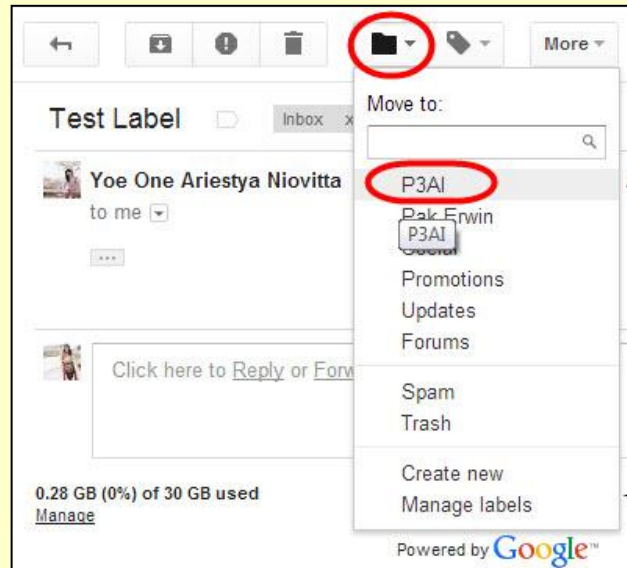 More
Move to:
Test Label
Inbox x
Yoe One Ariestya Niovitta
to me
P3AI
Pak Erwin
P3AI
Promotions
Updates
Forums
Click here to Reply or Forw
Spam
Trash
Create new
Manage labels
0.28 GB (0%) of 30 GB used
Manage
Powered by Google™